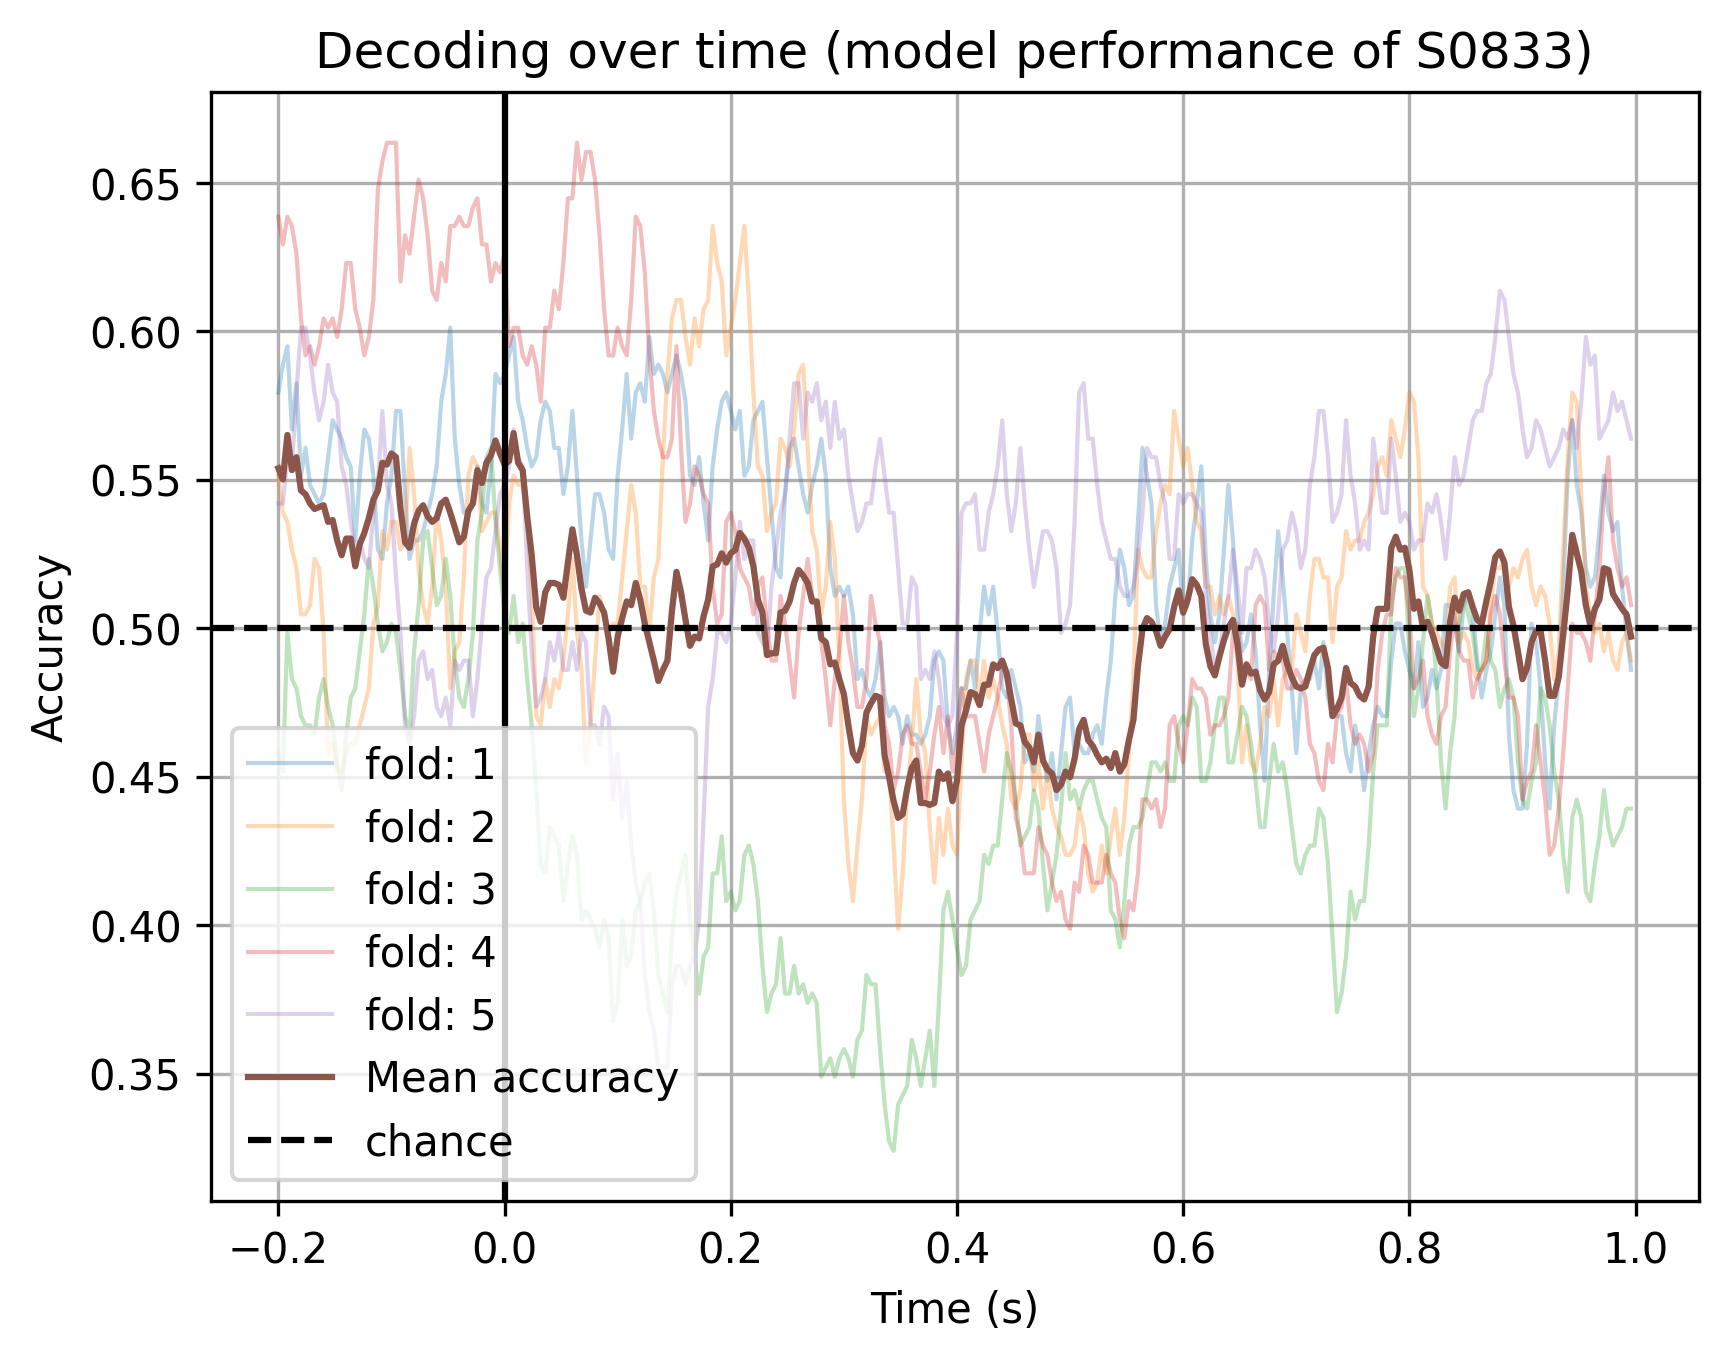 Decoding over time (model performance of S0833)
Accuracy
0.65
0.60
0.55
0.50
0.45
0.40
0.35
fold: 1
fold: 2
fold: 3
fold: 4
fold: 5
Mean accuracy
chance
−0.2
0.0
0.2
0.4
0.6
0.8
1.0
Time (s)